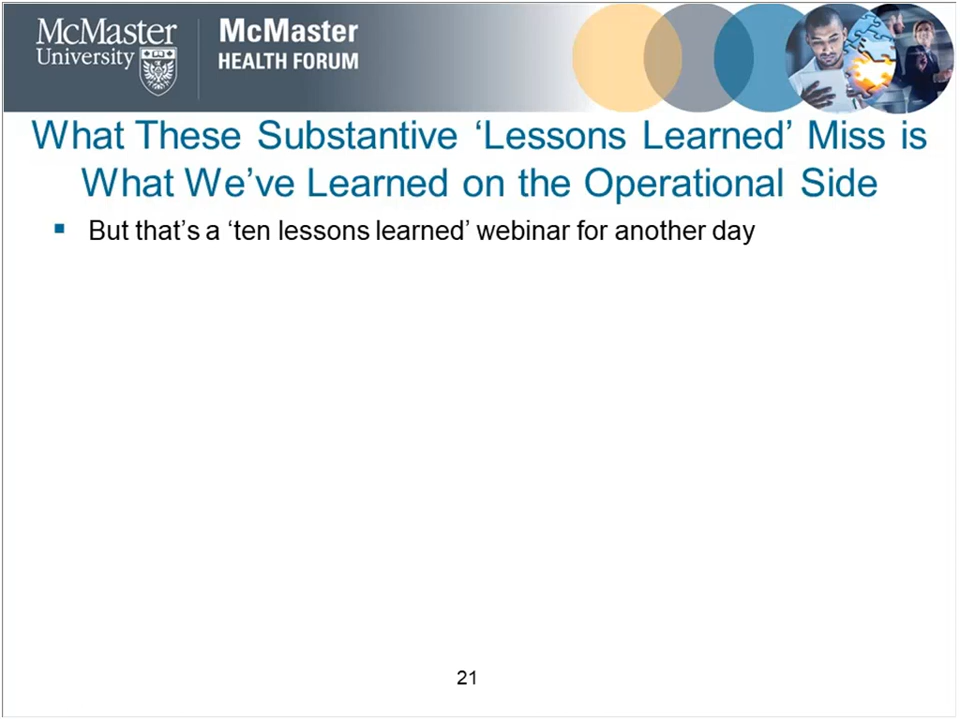 McMaster
University
McMaster
HEALTH FORUM
What These Substantive ‘Lessons Learned’ Miss is
What We’ve Learned on the Operational Side
▪ But that’s a ‘ten lessons learned’ webinar for another day
21